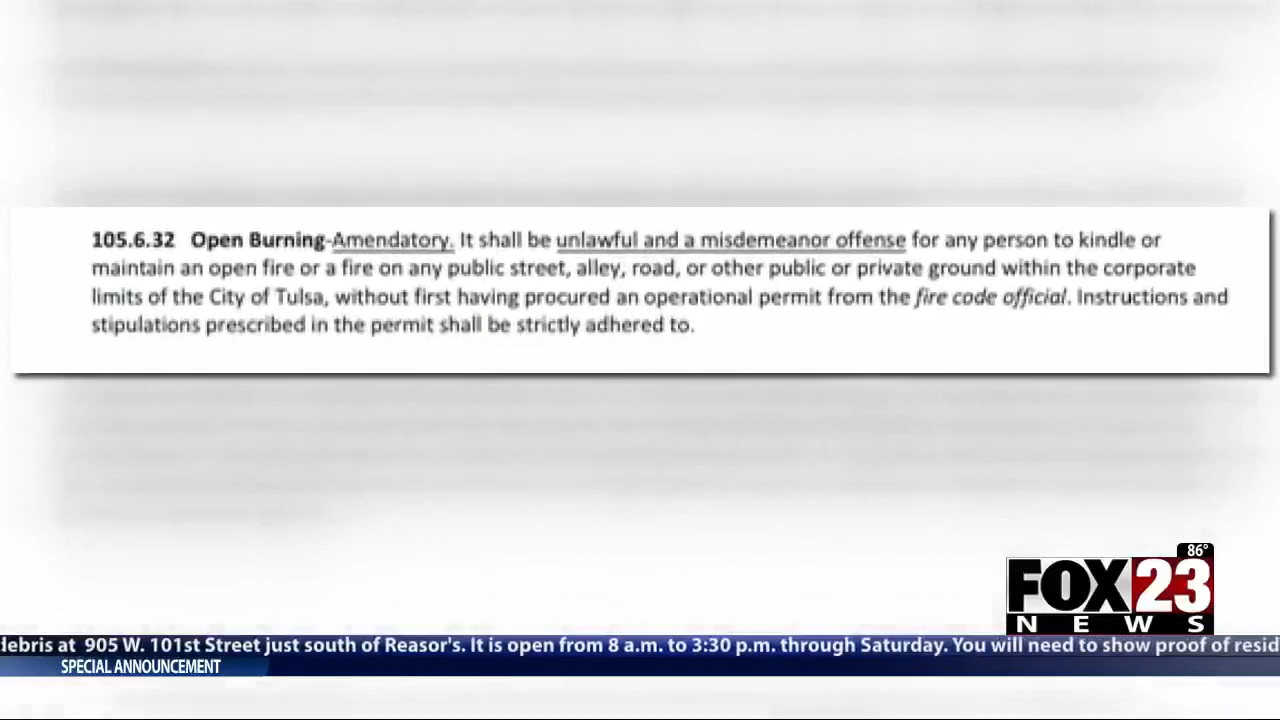 105.6.32 Open Burning-Amendatory. It shall be unlawful and a misdemeanor offense for any person to kindle or
maintain an open fire or a fire on any public street, alley, road, or other public or private ground within the corporate
limits of the City of Tulsa, without first having procured an operational permit from the fire code official. Instructions and
stipulations prescribed in the permit shall be strictly adhered to.
86°
FOX 23
NEWS
debris at 905 W. 101st Street just south of Reasor's. It is open from 8 a.m. to 3:30 p.m. through Saturday. You will need to show proof of resid
SPECIAL ANNOUNCEMENT